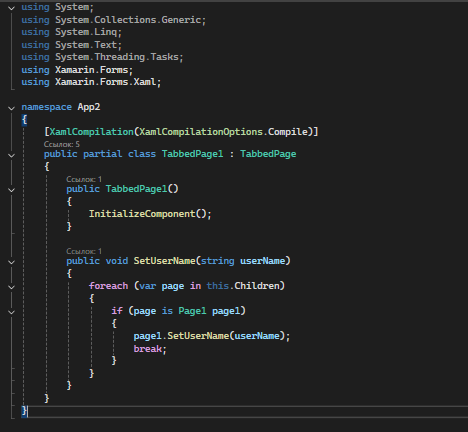 using System;
using System.Collections.Generic;
using System.Linq;
using System.Text;
using System.Threading.Tasks;
using Xamarin.Forms;
using Xamarin.Forms.Xaml;
namespace App2
{
[XamlCompilation(XamlCompilationOptions.Compile)]
Ссылок: 5
public partial class TabbedPage1 : TabbedPage
{
Ссылок: 1
public TabbedPage1()
{
InitializeComponent();
}
Ссылок: 1
public void SetUserName(string userName)
{
foreach (var page in this.Children)
{
if (page is Page1 page1)
{
page1.SetUserName(userName);
break;
}
}
}
}
}